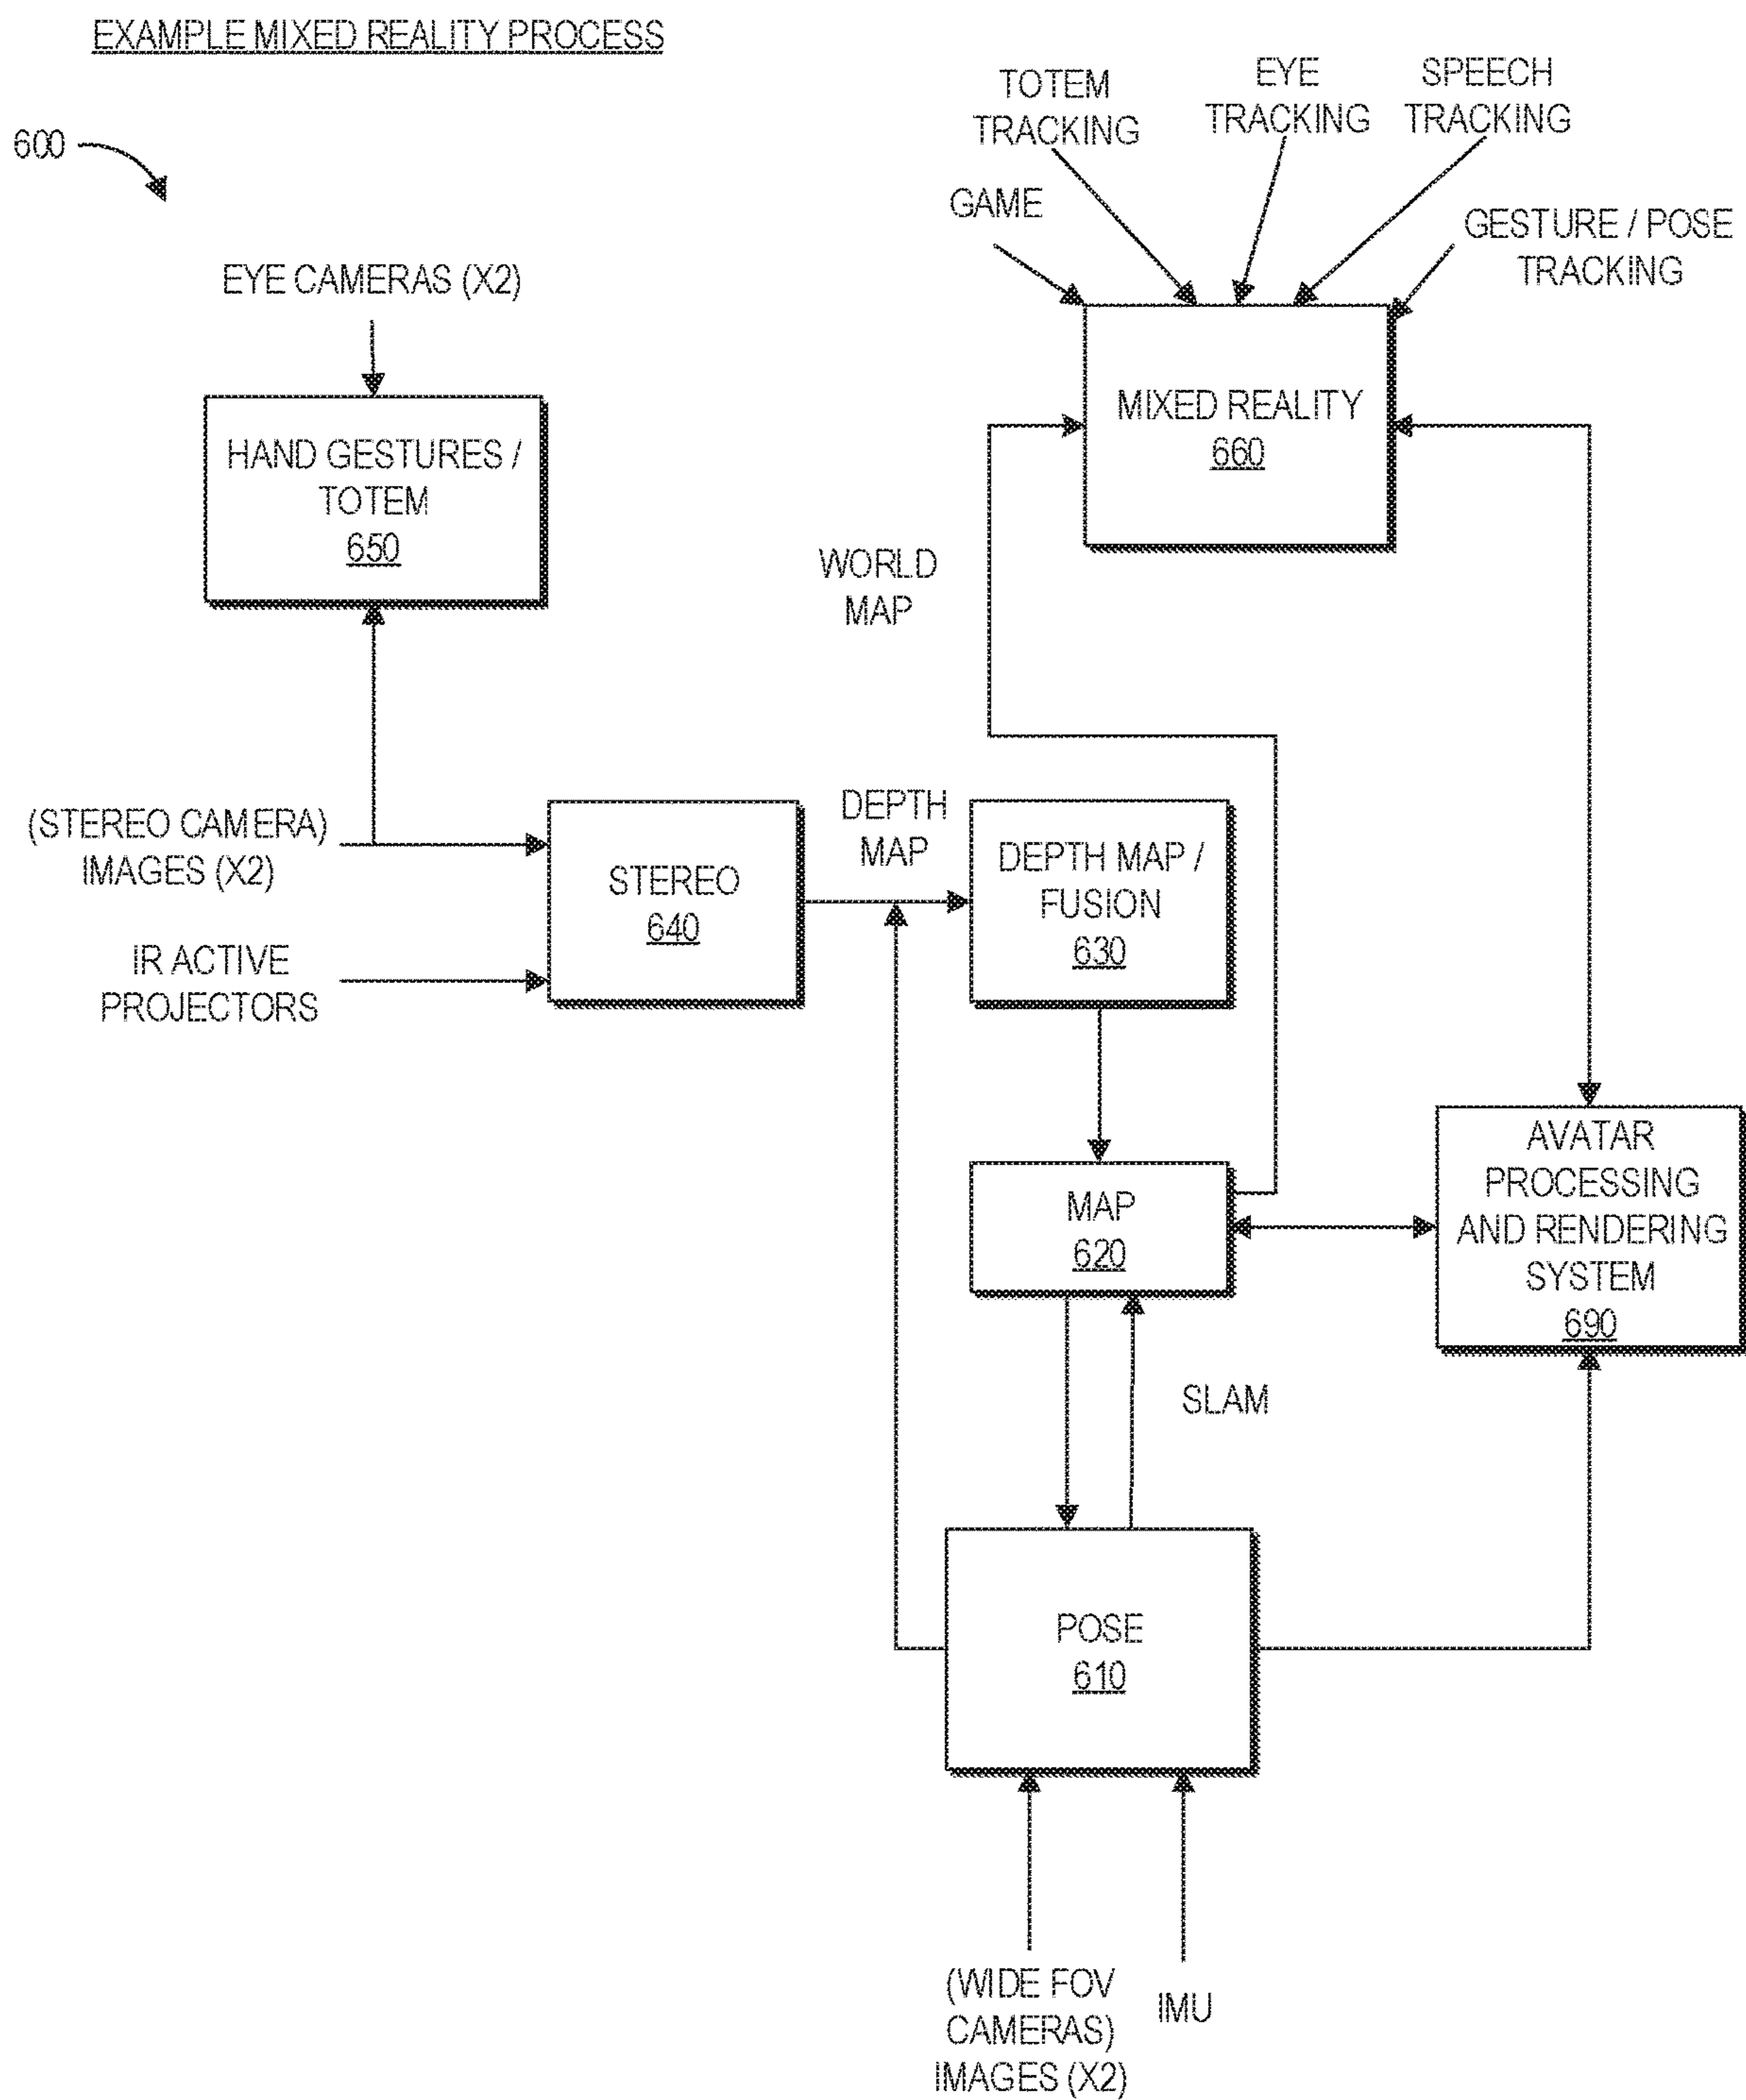 EXAMPLE MIXED REALITY PROCESS
600
TOTEM
TRACKING
EYE
TRACKING
SPEECH
TRACKING
GAME
GESTURE / POSE
TRACKING
EYE CAMERAS (X2)
HAND GESTURES /
TOTEM
650
MIXED REALITY
660
WORLD
MAP
(STEREO CAMERA)
IMAGES (X2)
IR ACTIVE
PROJECTORS
STEREO
640
DEPTH
MAP
DEPTH MAP /
FUSION
630
MAP
620
AVATAR
PROCESSING
AND RENDERING
SYSTEM
690
SLAM
POSE
610
(WIDE FOV
CAMERAS)
IMAGES (X2)
IMU